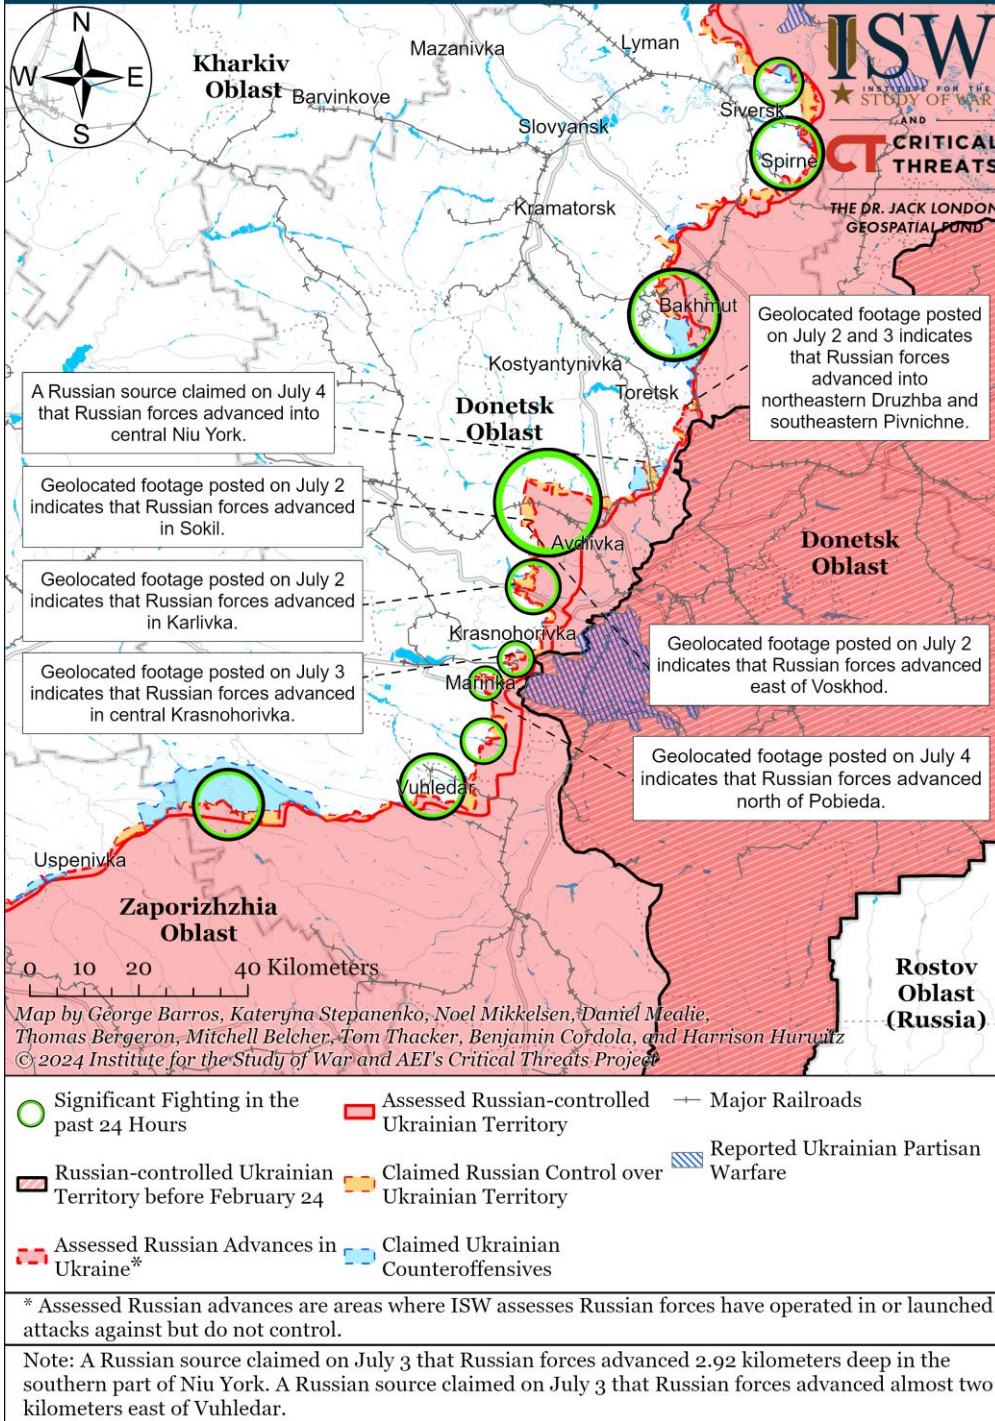 N
W
E
S
ISW
INSTITUTE FOR THE
STUDY OF WAR
AND
CT CRITICAL
THREATS
THE DR. JACK LONDON
GEOSPATIAL FUND
Kharkiv
Oblast
Mazanivka
Lyman
Barvinkove
Slovyansk
Siversk
Spirne
Kramatorsk
Bakhmut
Geolocated footage posted
on July 2 and 3 indicates
that Russian forces
advanced into
northeastern Druzhba and
southeastern Pivnichne.
Kostyantynivka
Toretsk
A Russian source claimed on July 4
that Russian forces advanced into
central Niu York.
Donetsk
Oblast
Geolocated footage posted on July 2
indicates that Russian forces advanced
in Sokil.
Avdiivka
Donetsk
Oblast
Geolocated footage posted on July 2
indicates that Russian forces advanced
in Karlivka.
Krasnohorivka
Geolocated footage posted on July 2
indicates that Russian forces advanced
east of Voskhod.
Geolocated footage posted on July 3
indicates that Russian forces advanced
in central Krasnohorivka.
Marinka
Geolocated footage posted on July 4
indicates that Russian forces advanced
north of Pobieda.
Vuhledar
Uspenivka
Zaporizhzhia
Oblast
Rostov
Oblast
(Russia)
0 10 20 40 Kilometers
Map by George Barros, Kateryna Stepanenko, Noel Mikkelsen, Daniel Mealie,
Thomas Bergeron, Mitchell Belcher, Tom Thacker, Benjamin Cordola, and Harrison Hurwitz
© 2024 Institute for the Study of War and AEI's Critical Threats Project
Significant Fighting in the
past 24 Hours
Russian-controlled Ukrainian
Territory before February 24
Assessed Russian Advances in
Ukraine*
Assessed Russian-controlled
Ukrainian Territory
Claimed Russian Control over
Ukrainian Territory
Claimed Ukrainian
Counteroffensives
Major Railroads
Reported Ukrainian Partisan
Warfare
* Assessed Russian advances are areas where ISW assesses Russian forces have operated in or launched
attacks against but do not control.
Note: A Russian source claimed on July 3 that Russian forces advanced 2.92 kilometers deep in the
southern part of Niu York. A Russian source claimed on July 3 that Russian forces advanced almost two
kilometers east of Vuhledar.